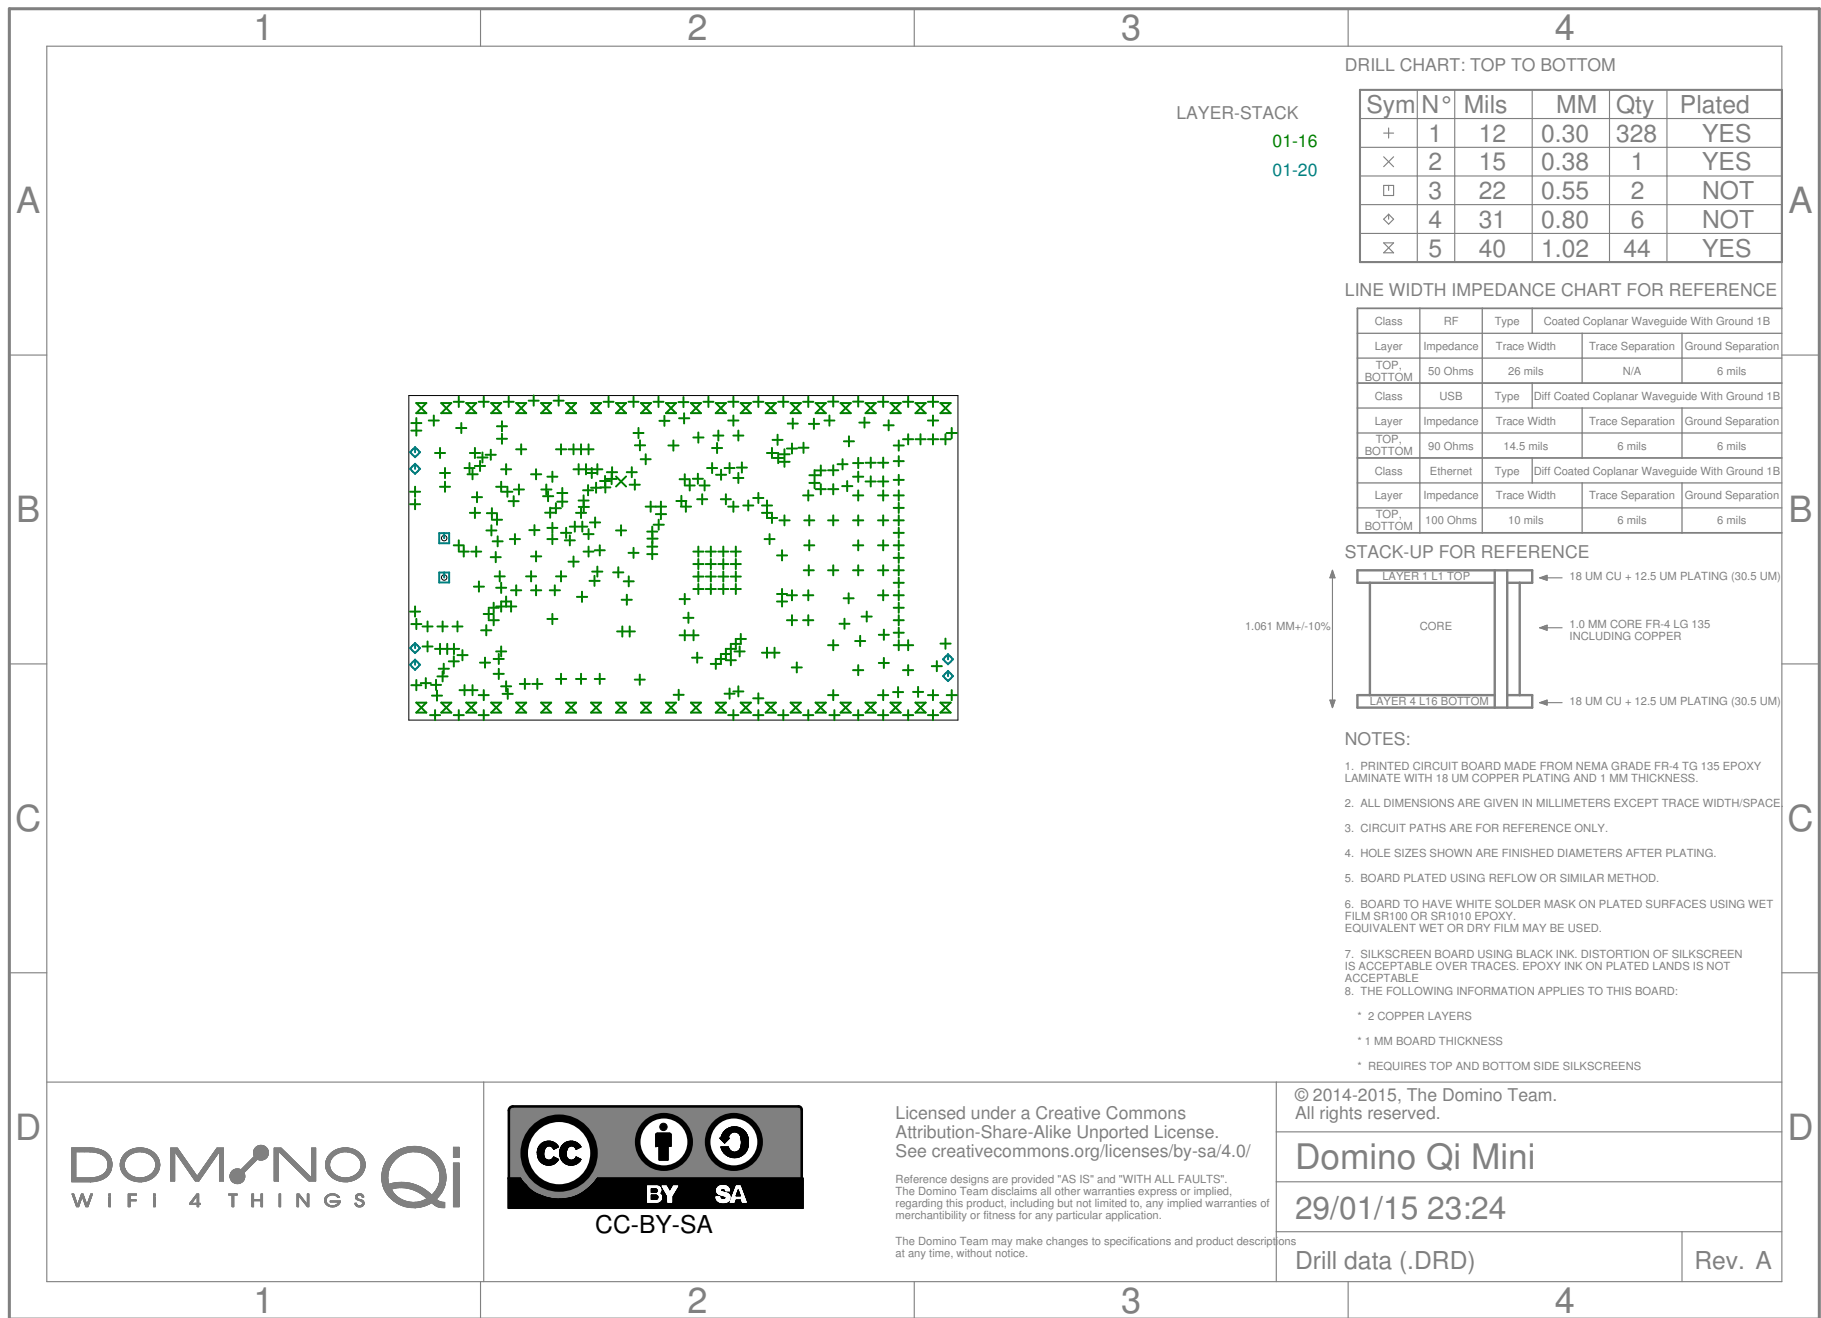 1 2 3 4
A
B
C
D
A
B
C
D
1 2 3 4
LAYER-STACK
01-16
01-20
DRILL CHART: TOP TO BOTTOM
Sym N° Mils MM Qty Plated
+ 1 12 0.30 328 YES
× 2 15 0.38 1 YES
3 22 0.55 2 NOT
4 31 0.80 6 NOT
5 40 1.02 44 YES
LINE WIDTH IMPEDANCE CHART FOR REFERENCE
Class RF Type Coated Coplanar Waveguide With Ground 1B
Layer Impedance Trace Width Trace Separation Ground Separation
TOP,
BOTTOM 50 Ohms 26 mils N/A 6 mils
Class USB Type Diff Coated Coplanar Waveguide With Ground 1B
Layer Impedance Trace Width Trace Separation Ground Separation
TOP,
BOTTOM 90 Ohms 14.5 mils 6 mils 6 mils
Class Ethernet Type Diff Coated Coplanar Waveguide With Ground 1B
Layer Impedance Trace Width Trace Separation Ground Separation
TOP,
BOTTOM 100 Ohms 10 mils 6 mils 6 mils
STACK-UP FOR REFERENCE
LAYER 1 L1 TOP 18 UM CU + 12.5 UM PLATING (30.5 UM)
1.061 MM+/-10% CORE 1.0 MM CORE FR-4 LG 135
INCLUDING COPPER
LAYER 4 L16 BOTTOM 18 UM CU + 12.5 UM PLATING (30.5 UM)
NOTES:
1. PRINTED CIRCUIT BOARD MADE FROM NEMA GRADE FR-4 TG 135 EPOXY
LAMINATE WITH 18 UM COPPER PLATING AND 1 MM THICKNESS.
2. ALL DIMENSIONS ARE GIVEN IN MILLIMETERS EXCEPT TRACE WIDTH/SPACE
3. CIRCUIT PATHS ARE FOR REFERENCE ONLY.
4. HOLE SIZES SHOWN ARE FINISHED DIAMETERS AFTER PLATING.
5. BOARD PLATED USING REFLOW OR SIMILAR METHOD.
6. BOARD TO HAVE WHITE SOLDER MASK ON PLATED SURFACES USING WET
FILM SR100 OR SR1010 EPOXY.
EQUIVALENT WET OR DRY FILM MAY BE USED.
7. SILKSCREEN BOARD USING BLACK INK. DISTORTION OF SILKSCREEN
IS ACCEPTABLE OVER TRACES. EPOXY INK ON PLATED LANDS IS NOT
ACCEPTABLE
8. THE FOLLOWING INFORMATION APPLIES TO THIS BOARD:
* 2 COPPER LAYERS
* 1 MM BOARD THICKNESS
* REQUIRES TOP AND BOTTOM SIDE SILKSCREENS
DOMINO Qi
WIFI 4 THINGS
cc
BY SA
CC-BY-SA
Licensed under a Creative Commons
Attribution-Share-Alike Unported License.
See creativecommons.org/licenses/by-sa/4.0/
Reference designs are provided "AS IS" and "WITH ALL FAULTS".
The Domino Team disclaims all other warranties express or implied,
regarding this product, including but not limited to, any implied warranties of
merchantibility or fitness for any particular application.
The Domino Team may make changes to specifications and product descriptions
at any time, without notice.
© 2014-2015, The Domino Team.
All rights reserved.
Domino Qi Mini
29/01/15 23:24
Drill data (.DRD) Rev. A